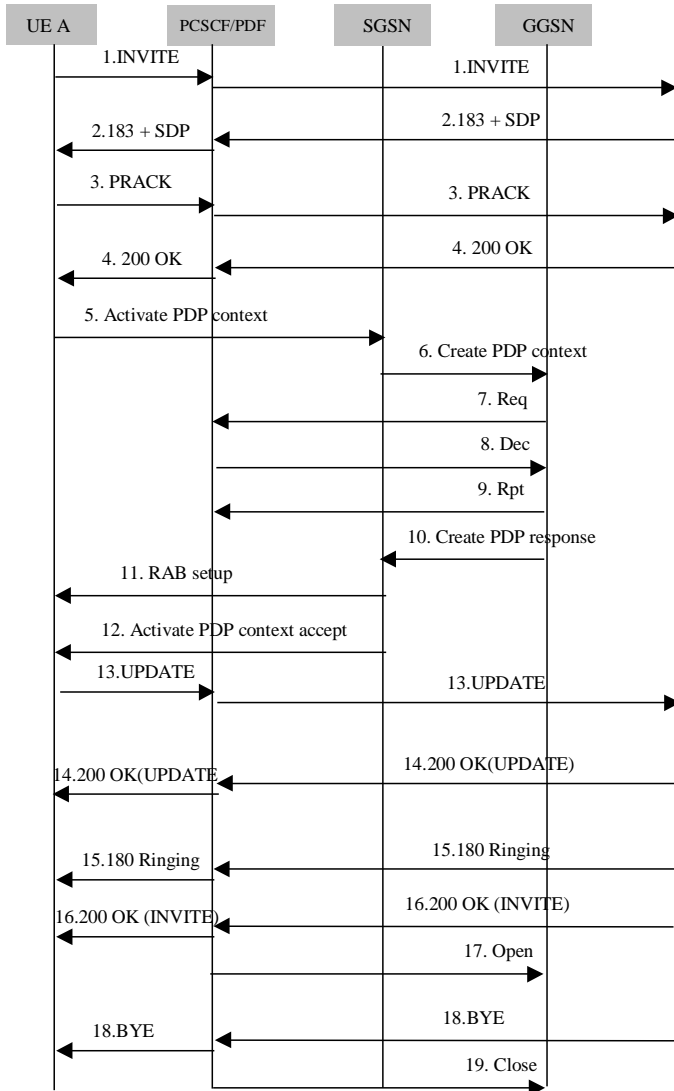 UE A
PCSCF/PDF
SGSN
GGSN
1.INVITE
1.INVITE
2.183 + SDP
2.183 + SDP
3. PRACK
3. PRACK
4. 200 OK
4. 200 OK
5. Activate PDP context
6. Create PDP context
7. Req
8. Dec
9. Rpt
10. Create PDP response
11. RAB setup
12. Activate PDP context accept
13.UPDATE
13.UPDATE
14.200 OK(UPDATE
14.200 OK(UPDATE)
15.180 Ringing
15.180 Ringing
16.200 OK (INVITE)
16.200 OK (INVITE)
17. Open
18.BYE
18.BYE
19. Close